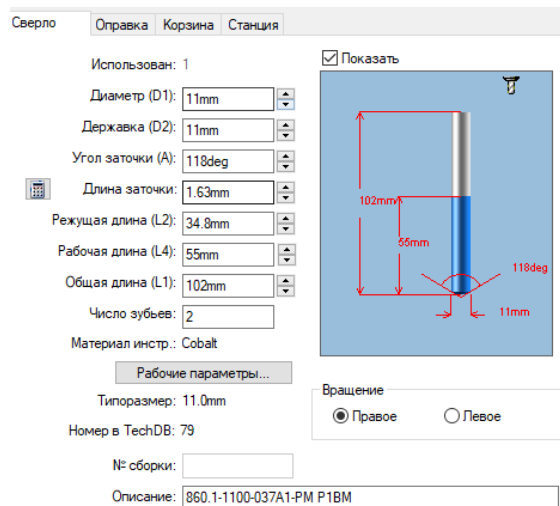 Сверло Оправка Корзина Станция
Использован: 1
Показать
Диаметр (D1): 11mm
Державка (D2): 11mm
Угол заточки (A): 118deg
Длина заточки: 1.63mm
Режущая длина (L2): 34.8mm
Рабочая длина (L4): 55mm
Общая длина (L1): 102mm
Число зубьев: 2
Материал инстр.: Cobalt
Рабочие параметры...
Типоразмер: 11.0mm
Номер в TechDB: 79
№ сборки:
Описание: 860.1-1100-037A1-PM P1BM
102mm
55mm
118deg
11mm
Вращение
Правое Левое